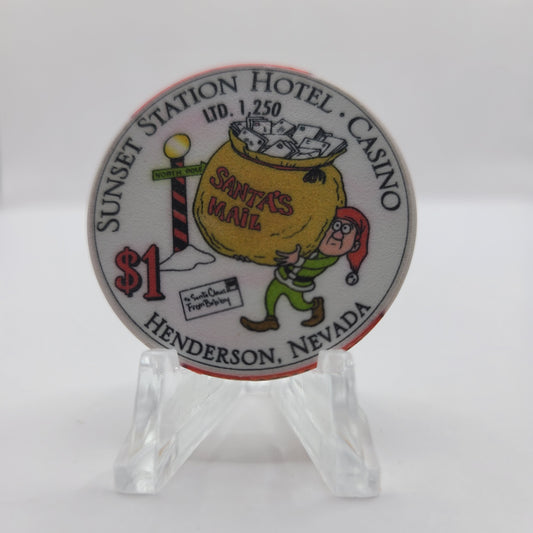 SUNSET STATION HOTEL · CASINO
LTD. 1,250
NORTH POLE
SANTA'S
MAIL
$1
to Santa Claus
From Bobby
HENDERSON, NEVADA